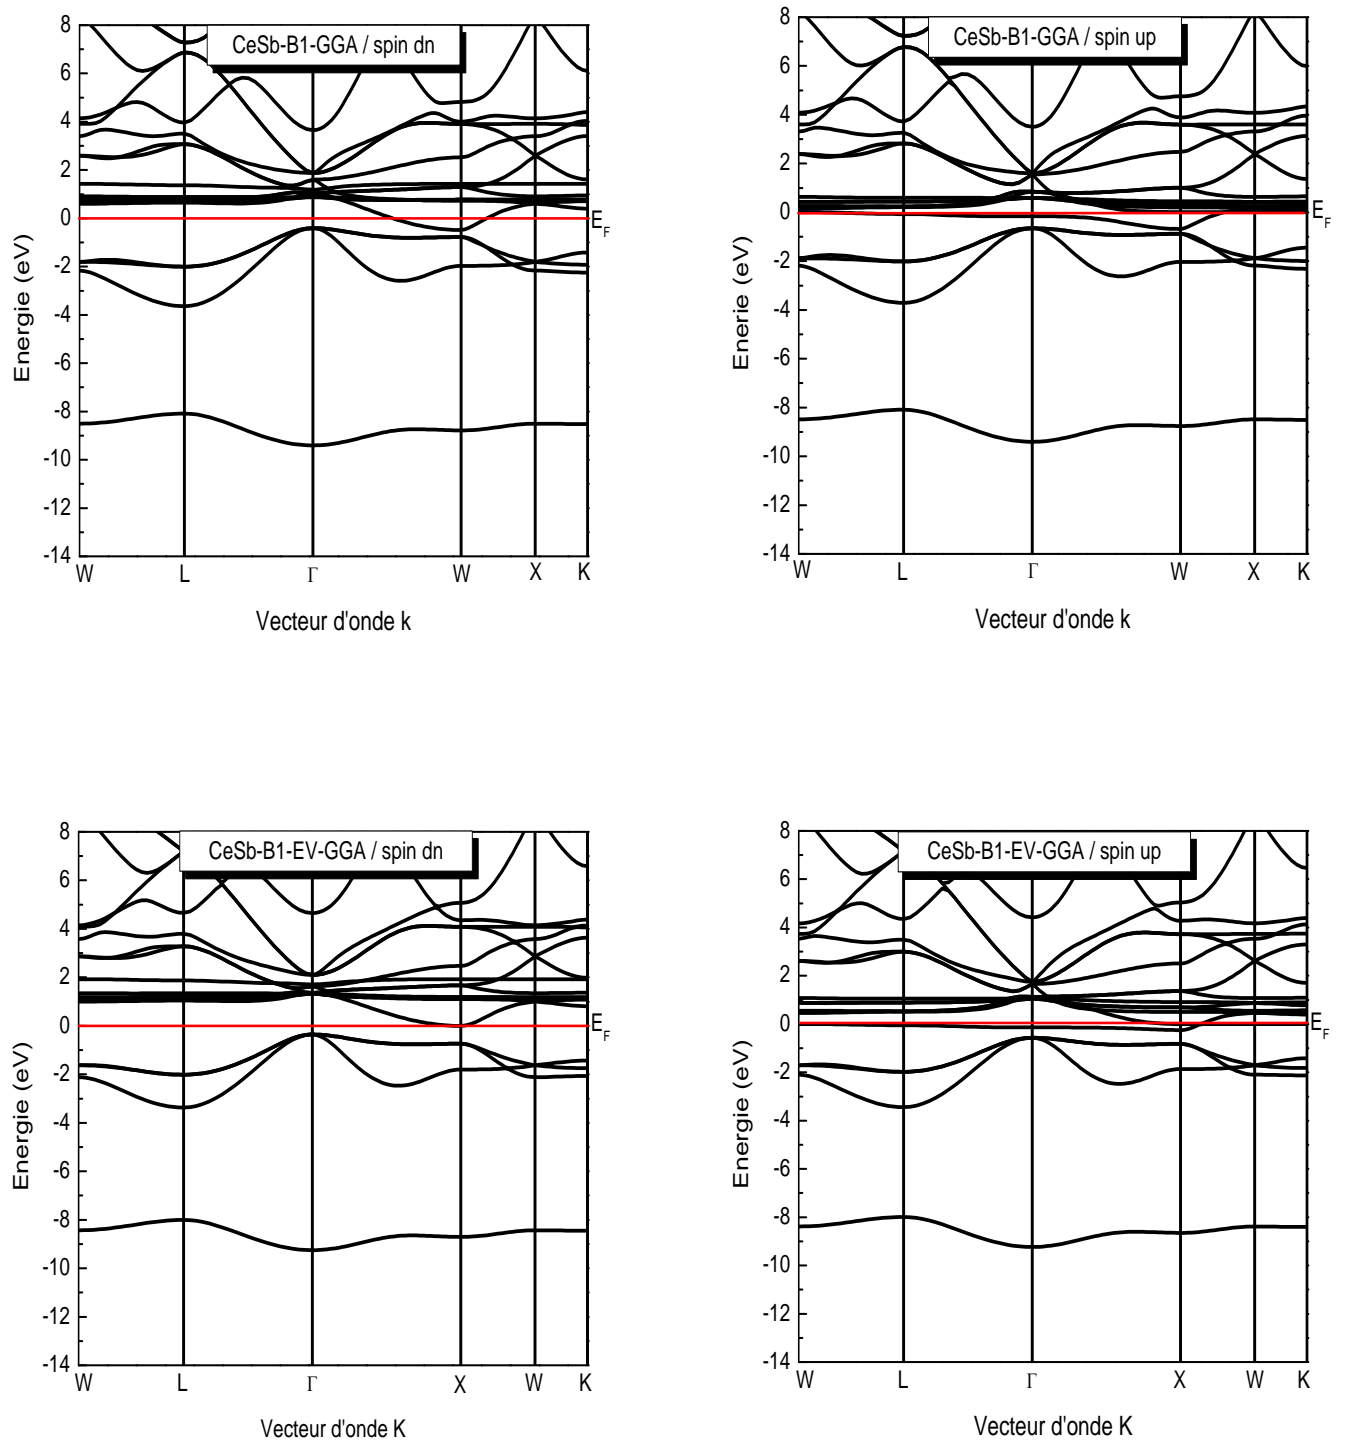 CeSb-B1-GGA / spin dn
8
6
4
2
0
-2
-4
-6
-8
-10
-12
-14
Energie (eV)
E_F
W L Γ W X K
Vecteur d'onde k
CeSb-B1-GGA / spin up
8
6
4
2
0
-2
-4
-6
-8
-10
-12
-14
Enerie (eV)
E_F
W L Γ W X K
Vecteur d'onde k
CeSb-B1-EV-GGA / spin dn
8
6
4
2
0
-2
-4
-6
-8
-10
-12
-14
Energie (eV)
E_F
W L Γ X W K
Vecteur d'onde K
CeSb-B1-EV-GGA / spin up
8
6
4
2
0
-2
-4
-6
-8
-10
-12
-14
Energie (eV)
E_F
W L Γ X W K
Vecteur d'onde K